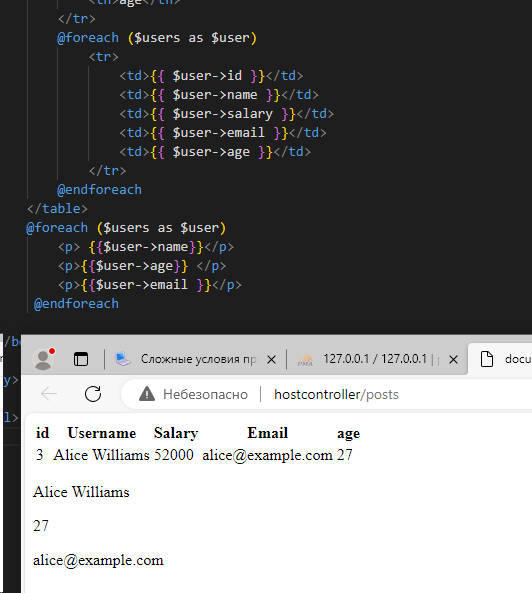 <th>age</th>
</tr>
@foreach ($users as $user)
<tr>
<td>{{ $user->id }}</td>
<td>{{ $user->name }}</td>
<td>{{ $user->salary }}</td>
<td>{{ $user->email }}</td>
<td>{{ $user->age }}</td>
</tr>
@endforeach
</table>
@foreach ($users as $user)
<p> {{$user->name}}</p>
<p>{{$user->age}} </p>
<p>{{$user->email }}</p>
@endforeach
Сложные условия пр
127.0.0.1 / 127.0.0.1 |
docu
Небезопасно | hostcontroller/posts
id Username Salary Email age
3 Alice Williams 52000 alice@example.com 27
Alice Williams
27
alice@example.com